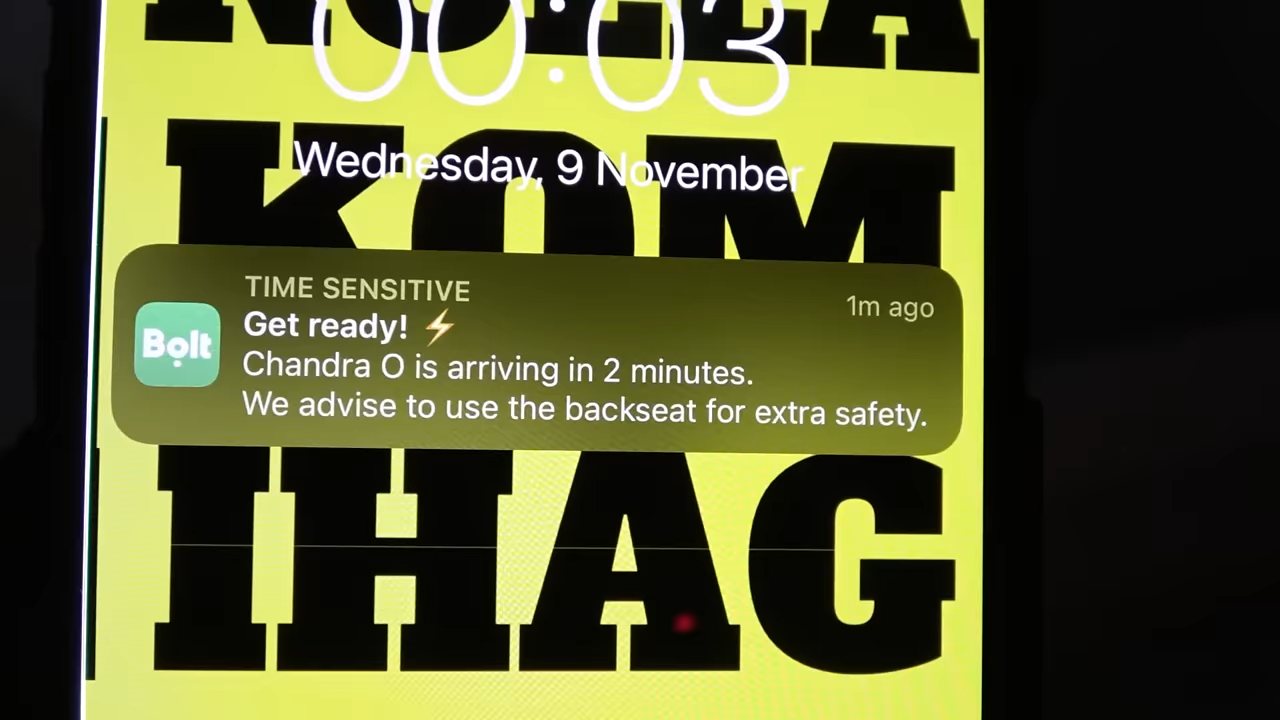 00:03
KOM
Wednesday, 9 November
TIME SENSITIVE
1m ago
Bolt
Get ready! ⚡
Chandra O is arriving in 2 minutes.
We advise to use the backseat for extra safety.
IHAG